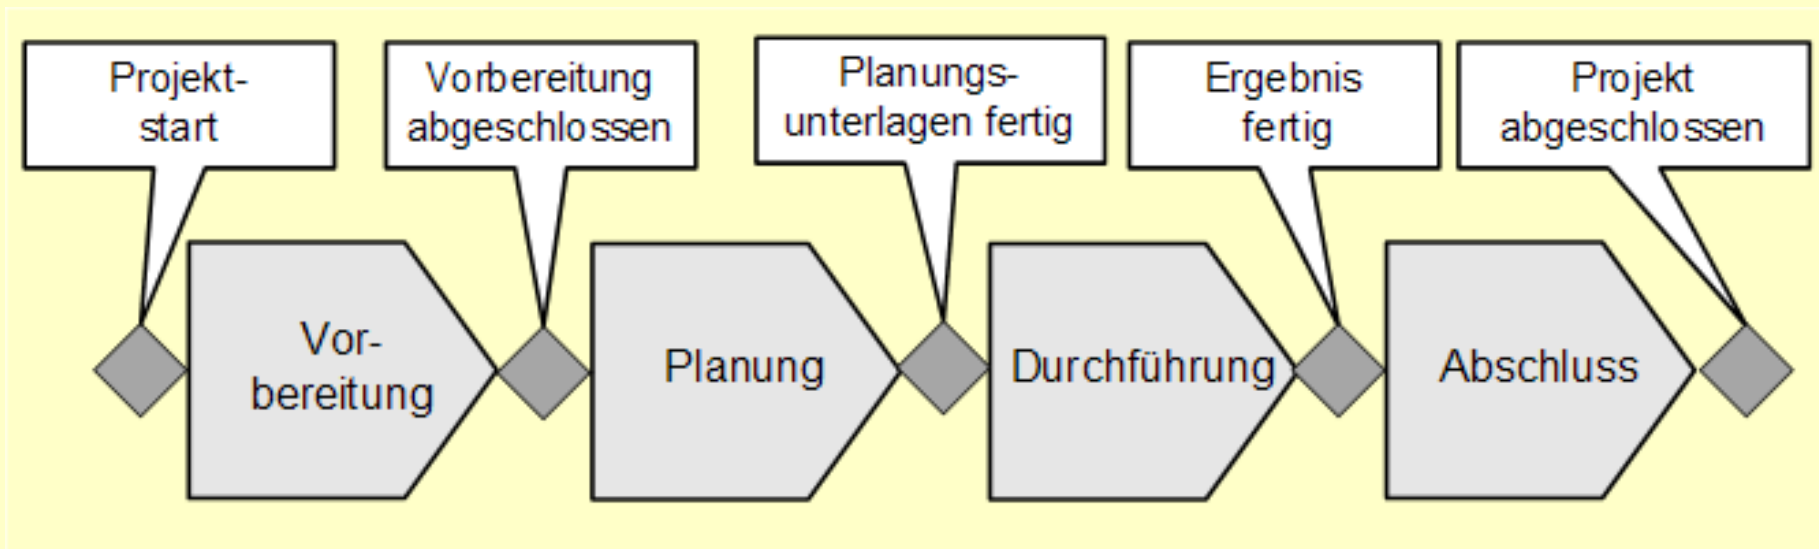 Projekt-
start
Vorbereitung
abgeschlossen
Planungs-
unterlagen fertig
Ergebnis
fertig
Projekt
abgeschlossen
Vor-
bereitung
Planung
Durchführung
Abschluss